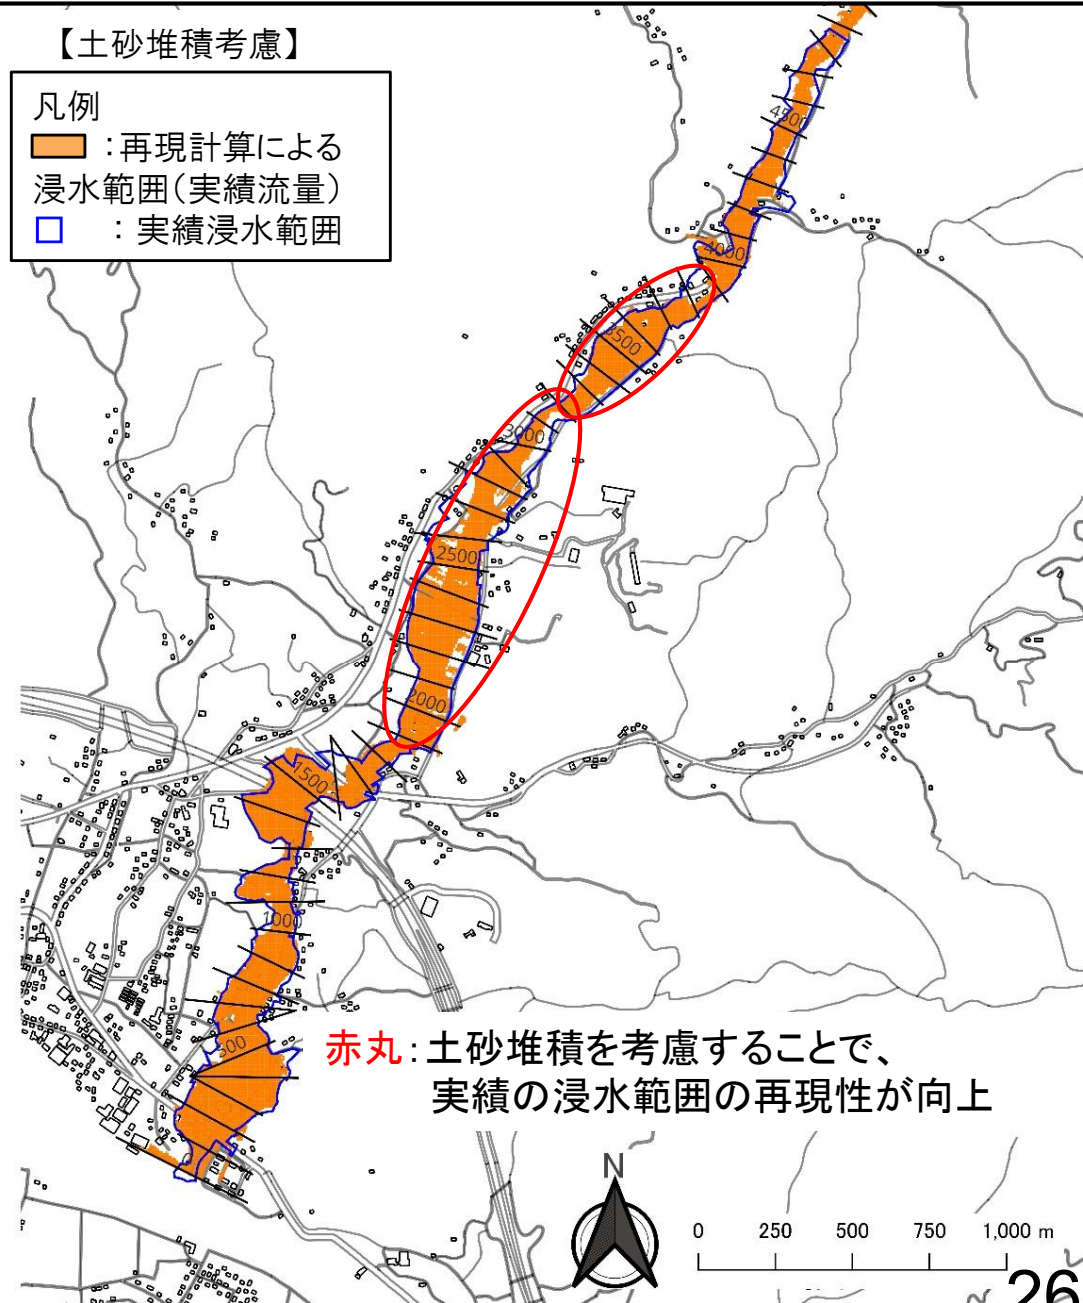 【土砂堆積考慮】
凡例
：再現計算による
浸水範囲（実績流量）
：実績浸水範囲
4500
4000
3500
3000
2500
2000
1500
1000
500
赤丸：土砂堆積を考慮することで、
実績の浸水範囲の再現性が向上
N
0 250 500 750 1,000 m
26